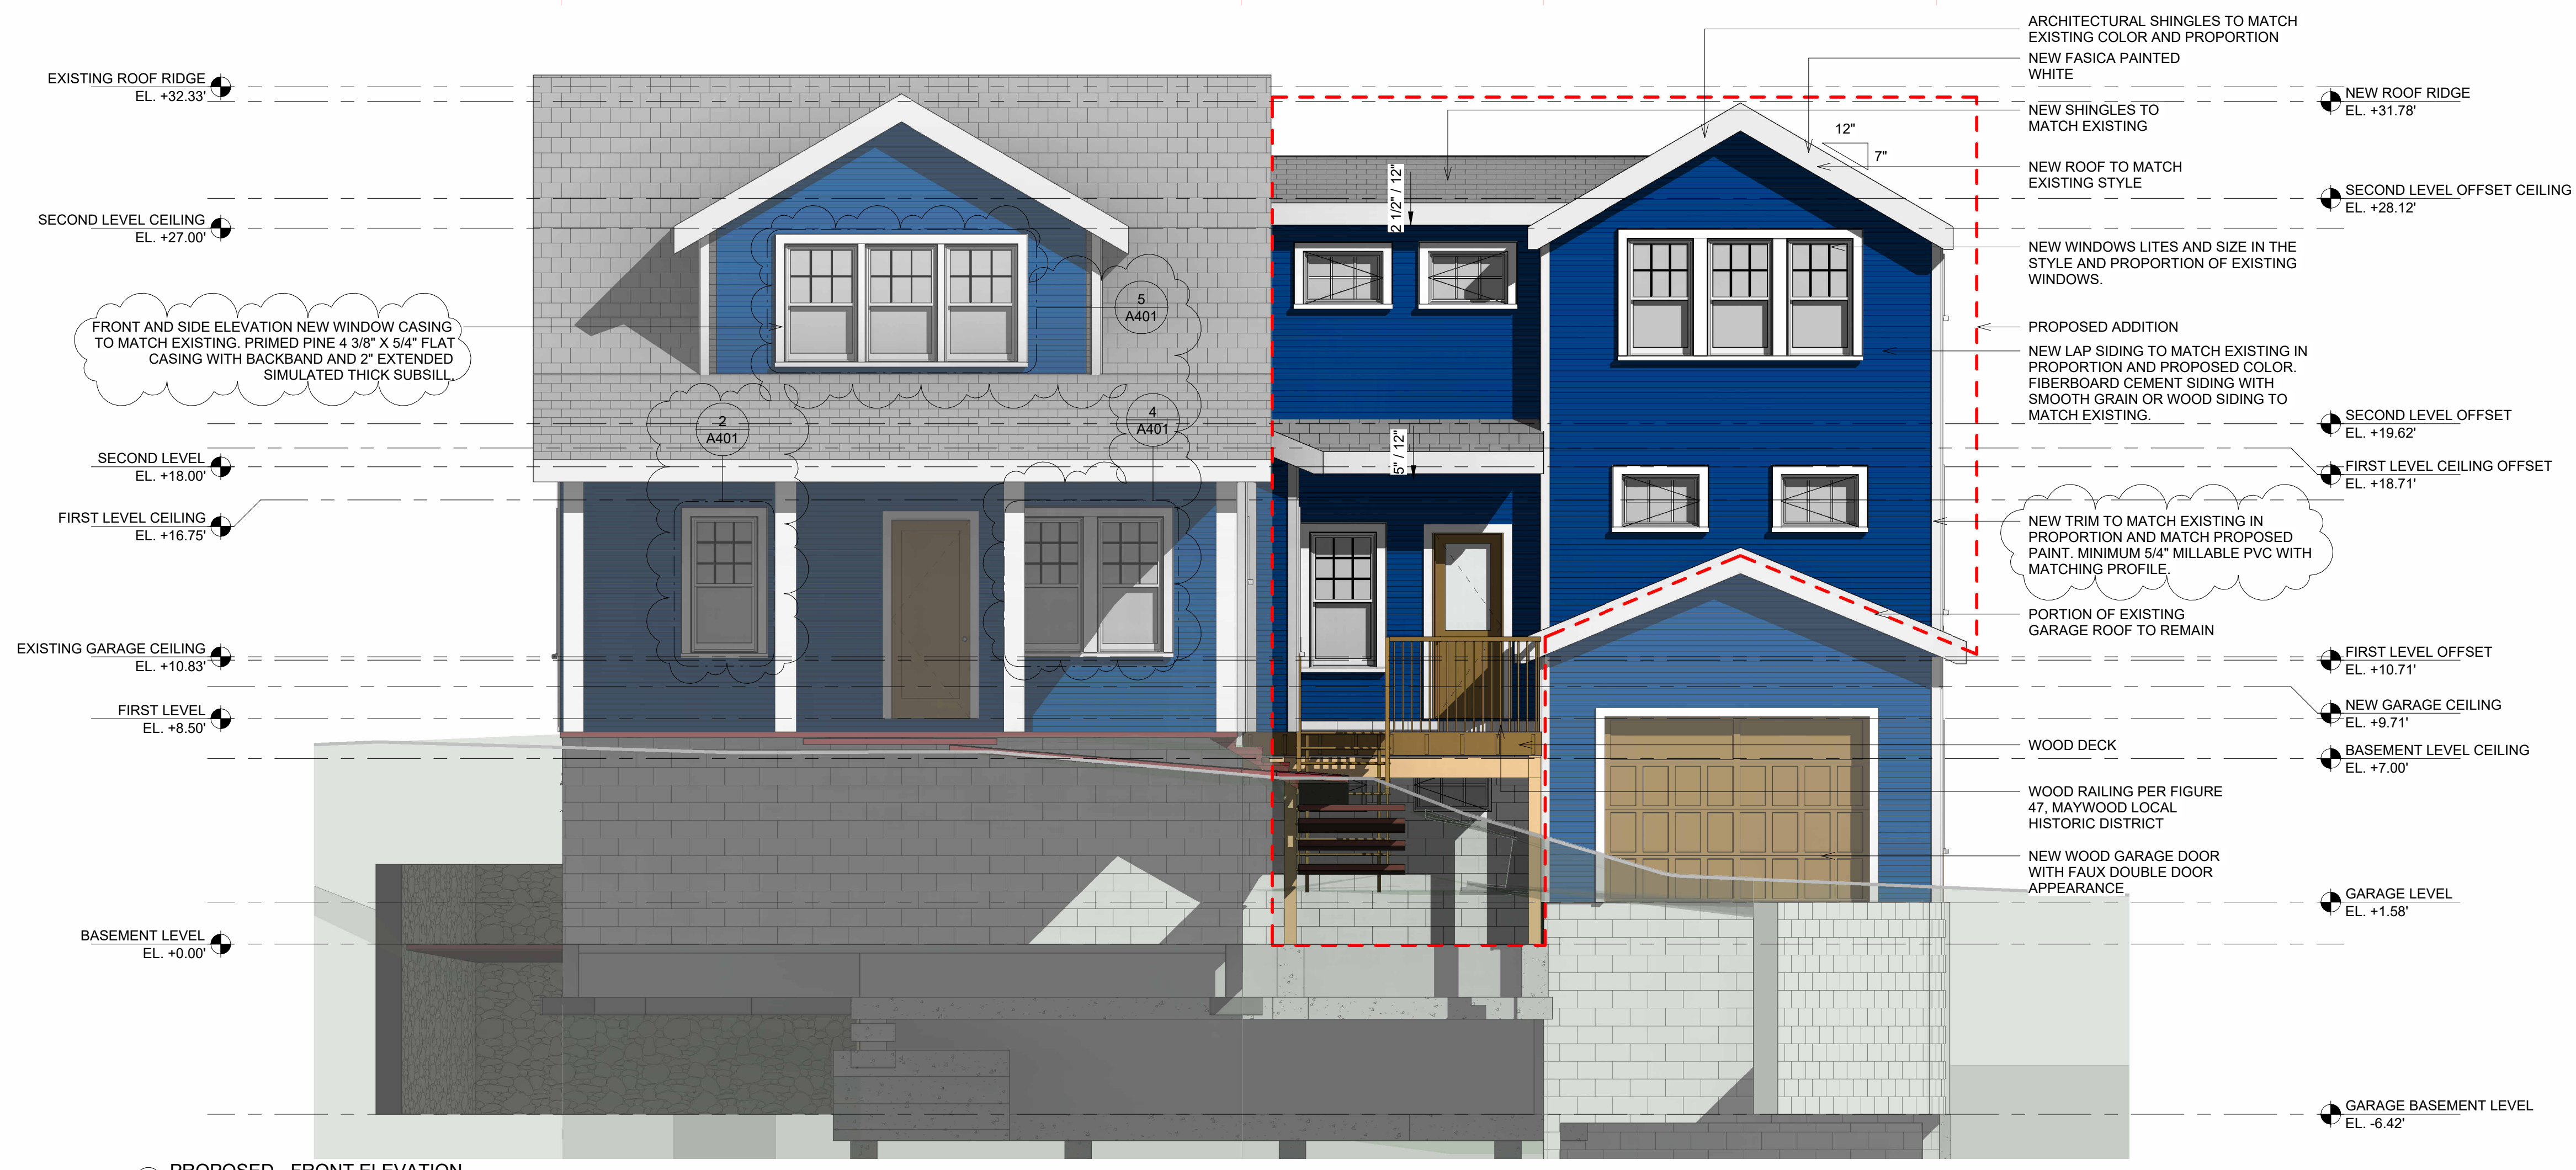 EXISTING ROOF RIDGE
EL. +32.33'
SECOND LEVEL CEILING
EL. +27.00'
FRONT AND SIDE ELEVATION NEW WINDOW CASING
TO MATCH EXISTING. PRIMED PINE 4 3/8" X 5/4" FLAT
CASING WITH BACKBAND AND 2" EXTENDED
SIMULATED THICK SUBSILL.
SECOND LEVEL
EL. +18.00'
FIRST LEVEL CEILING
EL. +16.75'
EXISTING GARAGE CEILING
EL. +10.83'
FIRST LEVEL
EL. +8.50'
BASEMENT LEVEL
EL. +0.00'
5
A401
2
A401
4
A401
2 1/2" / 12"
5" / 12"
12"
7"
ARCHITECTURAL SHINGLES TO MATCH
EXISTING COLOR AND PROPORTION
NEW FASICA PAINTED
WHITE
NEW SHINGLES TO
MATCH EXISTING
NEW ROOF TO MATCH
EXISTING STYLE
NEW WINDOWS LITES AND SIZE IN THE
STYLE AND PROPORTION OF EXISTING
WINDOWS.
PROPOSED ADDITION
NEW LAP SIDING TO MATCH EXISTING IN
PROPORTION AND PROPOSED COLOR.
FIBERBOARD CEMENT SIDING WITH
SMOOTH GRAIN OR WOOD SIDING TO
MATCH EXISTING.
NEW TRIM TO MATCH EXISTING IN
PROPORTION AND MATCH PROPOSED
PAINT. MINIMUM 5/4" MILLABLE PVC WITH
MATCHING PROFILE.
PORTION OF EXISTING
GARAGE ROOF TO REMAIN
WOOD DECK
WOOD RAILING PER FIGURE
47, MAYWOOD LOCAL
HISTORIC DISTRICT
NEW WOOD GARAGE DOOR
WITH FAUX DOUBLE DOOR
APPEARANCE
NEW ROOF RIDGE
EL. +31.78'
SECOND LEVEL OFFSET CEILING
EL. +28.12'
SECOND LEVEL OFFSET
EL. +19.62'
FIRST LEVEL CEILING OFFSET
EL. +18.71'
FIRST LEVEL OFFSET
EL. +10.71'
NEW GARAGE CEILING
EL. +9.71'
BASEMENT LEVEL CEILING
EL. +7.00'
GARAGE LEVEL
EL. +1.58'
GARAGE BASEMENT LEVEL
EL. -6.42'
PROPOSED - FRONT ELEVATION